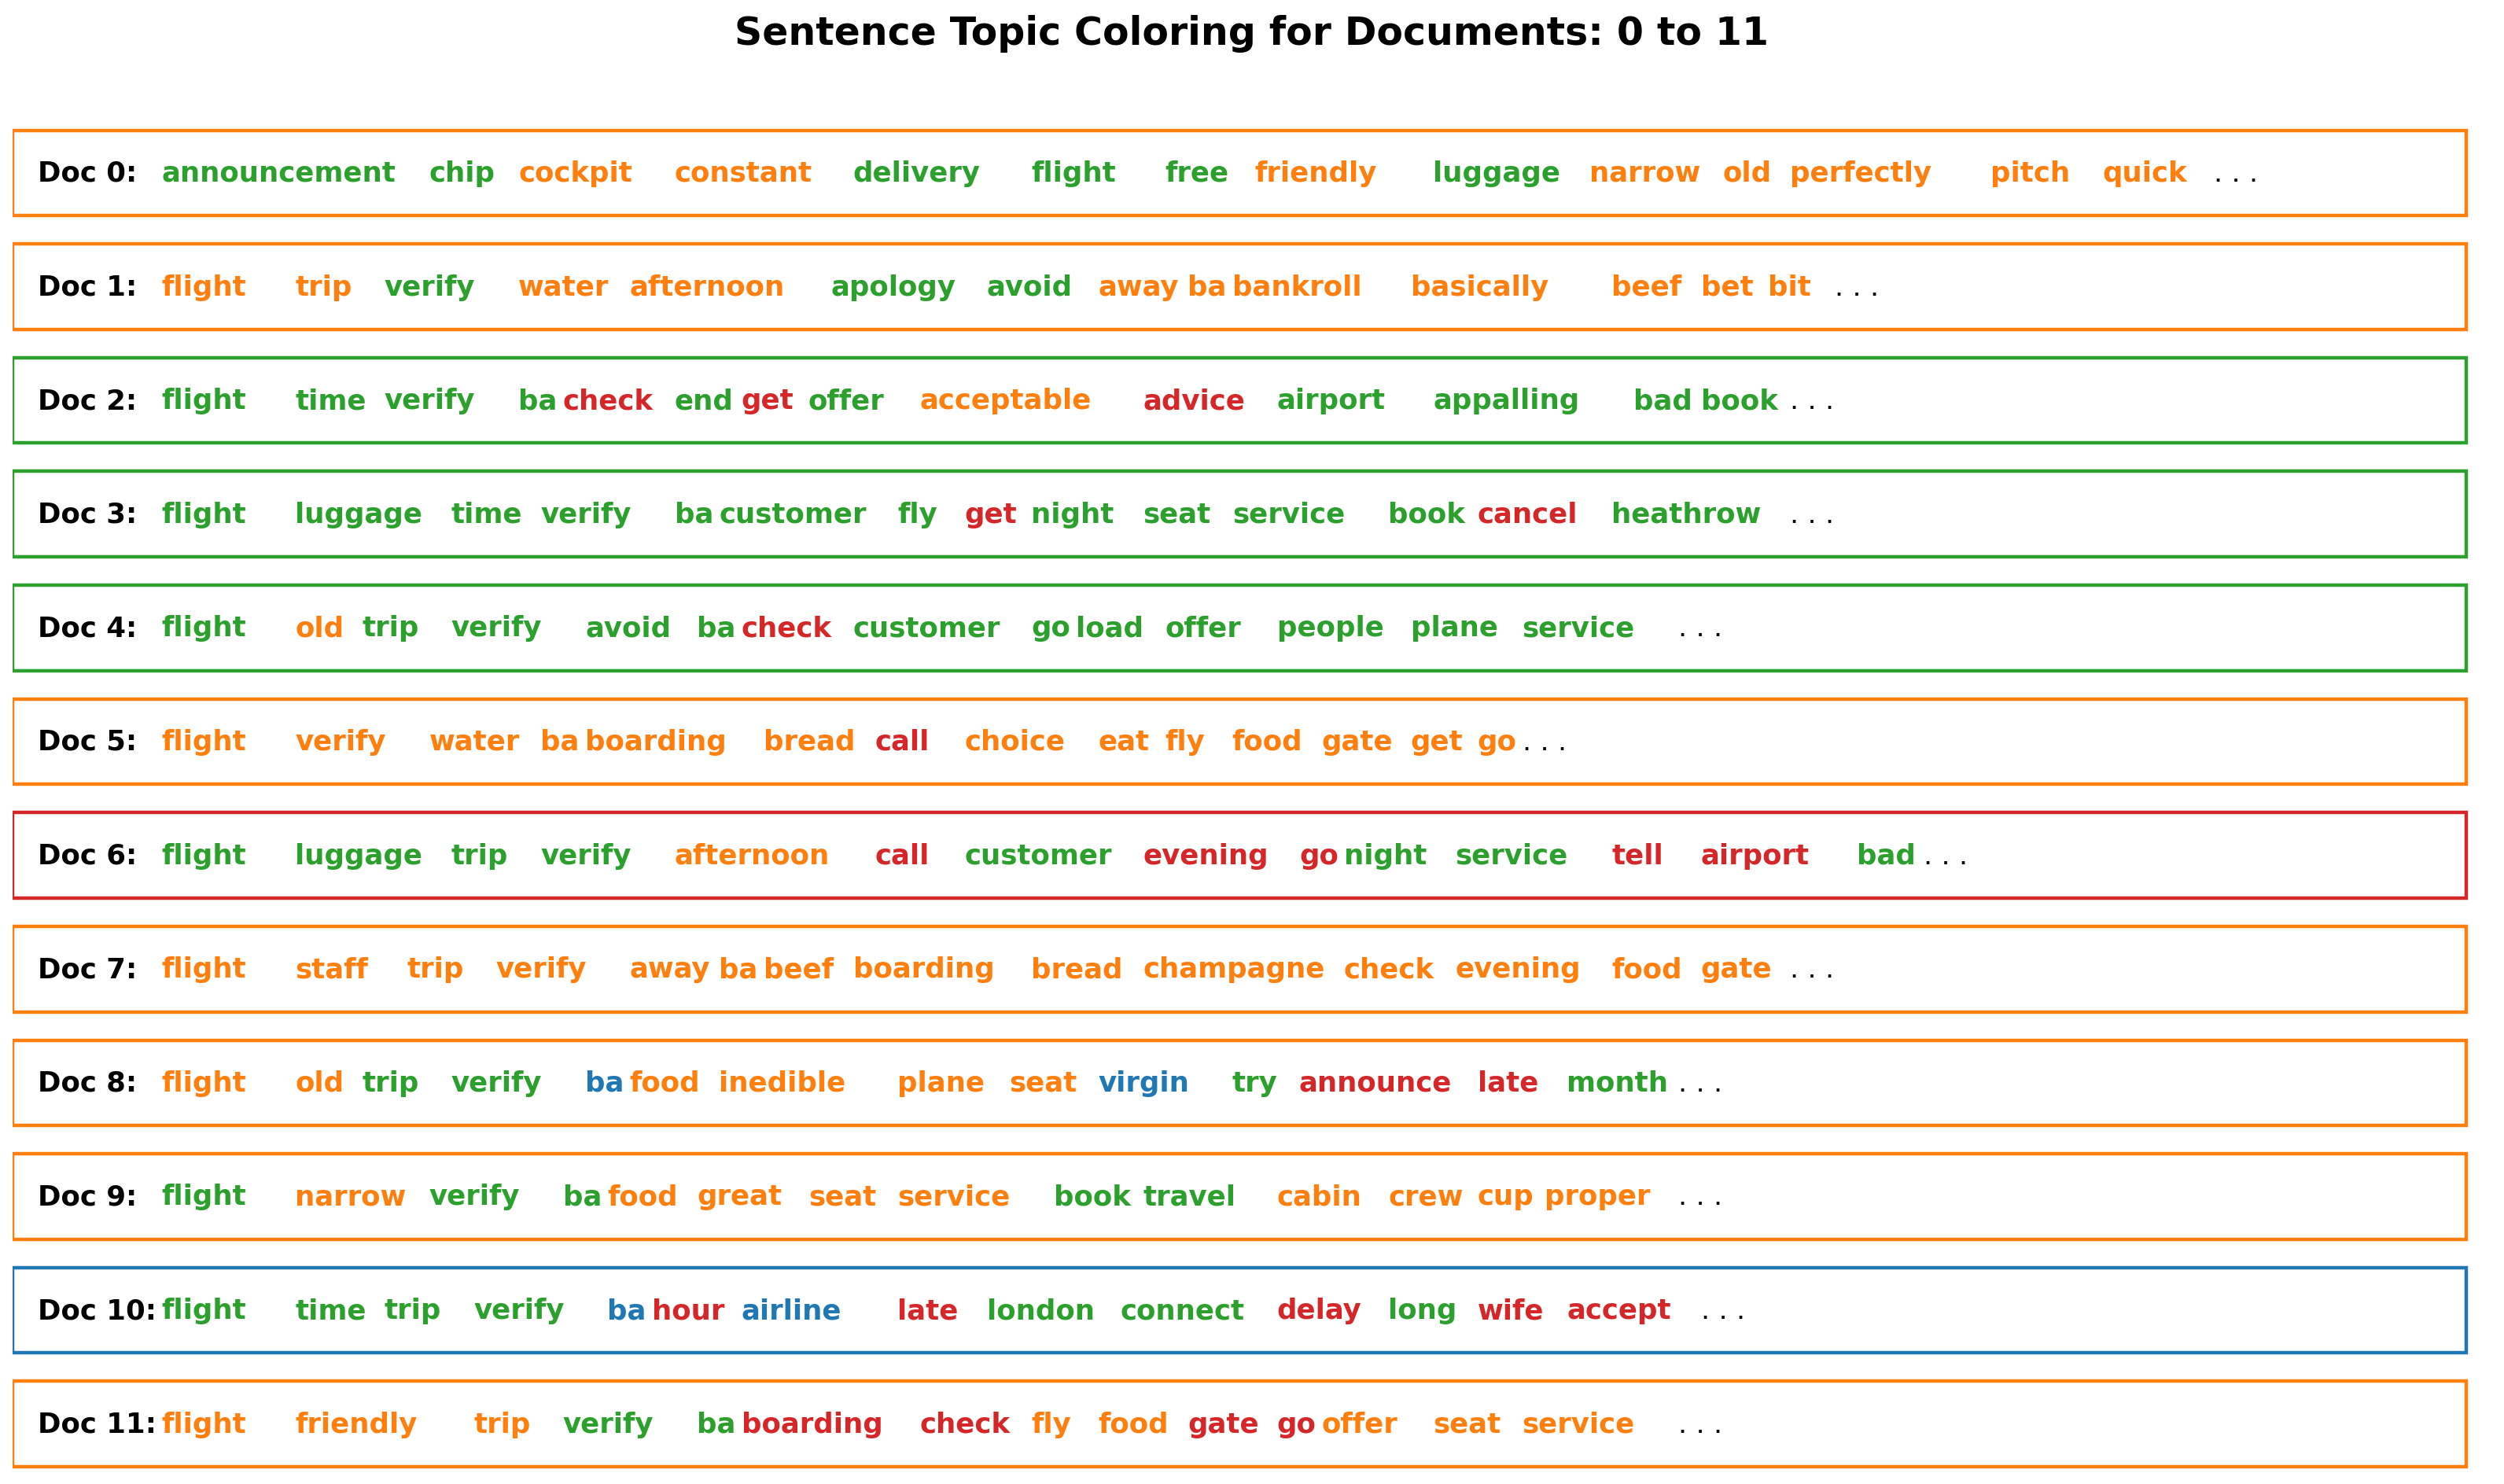 Sentence Topic Coloring for Documents: 0 to 11
Doc 0: announcement chip cockpit constant delivery flight free friendly luggage narrow old perfectly pitch quick . . .
Doc 1: flight trip verify water afternoon apology avoid away ba bankroll basically beef bet bit . . .
Doc 2: flight time verify ba check end get offer acceptable advice airport appalling bad book . . .
Doc 3: flight luggage time verify ba customer fly get night seat service book cancel heathrow . . .
Doc 4: flight old trip verify avoid ba check customer go load offer people plane service . . .
Doc 5: flight verify water ba boarding bread call choice eat fly food gate get go . . .
Doc 6: flight luggage trip verify afternoon call customer evening go night service tell airport bad . . .
Doc 7: flight staff trip verify away ba beef boarding bread champagne check evening food gate . . .
Doc 8: flight old trip verify ba food inedible plane seat virgin try announce late month . . .
Doc 9: flight narrow verify ba food great seat service book travel cabin crew cup proper . . .
Doc 10: flight time trip verify ba hour airline late london connect delay long wife accept . . .
Doc 11: flight friendly trip verify ba boarding check fly food gate go offer seat service . . .